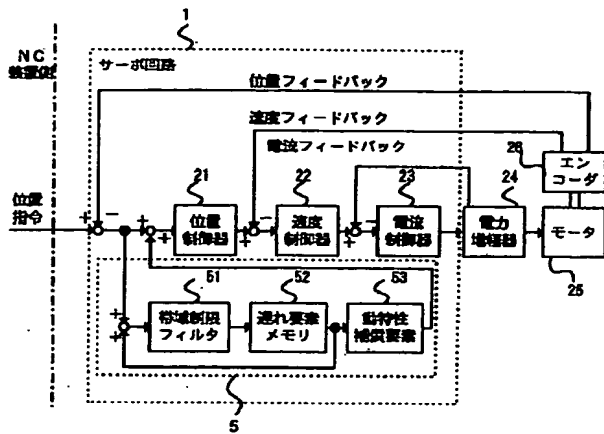 1
NC
装置側
サーボ回路
位置フィードバック
速度フィードバック
電流フィードバック
26
エン
コーダ
位置
指令
21
22
23
24
位置
制御器
速度
制御器
電流
制御器
電力
増幅器
モータ
25
51
52
53
帯域制限
フィルタ
遅れ要素
メモリ
動特性
補償要素
5